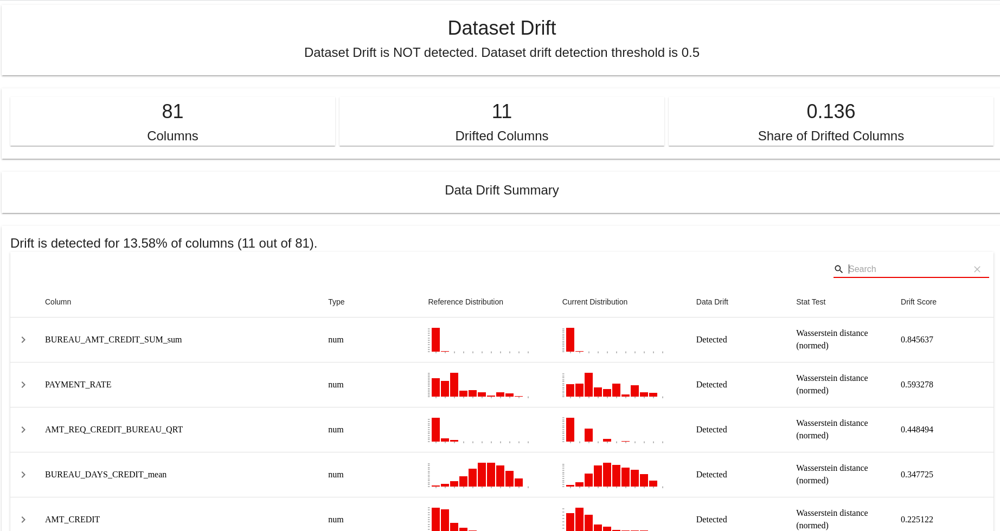 Dataset Drift
Dataset Drift is NOT detected. Dataset drift detection threshold is 0.5
81
Columns
11
Drifted Columns
0.136
Share of Drifted Columns
Data Drift Summary
Drift is detected for 13.58% of columns (11 out of 81).
Search
Column Type Reference Distribution Current Distribution Data Drift Stat Test Drift Score
BUREAU_AMT_CREDIT_SUM_sum num Detected Wasserstein distance (normed) 0.845637
PAYMENT_RATE num Detected Wasserstein distance (normed) 0.593278
AMT_REQ_CREDIT_BUREAU_QRT num Detected Wasserstein distance (normed) 0.448494
BUREAU_DAYS_CREDIT_mean num Detected Wasserstein distance (normed) 0.347725
AMT_CREDIT num Detected Wasserstein distance (normed) 0.225122